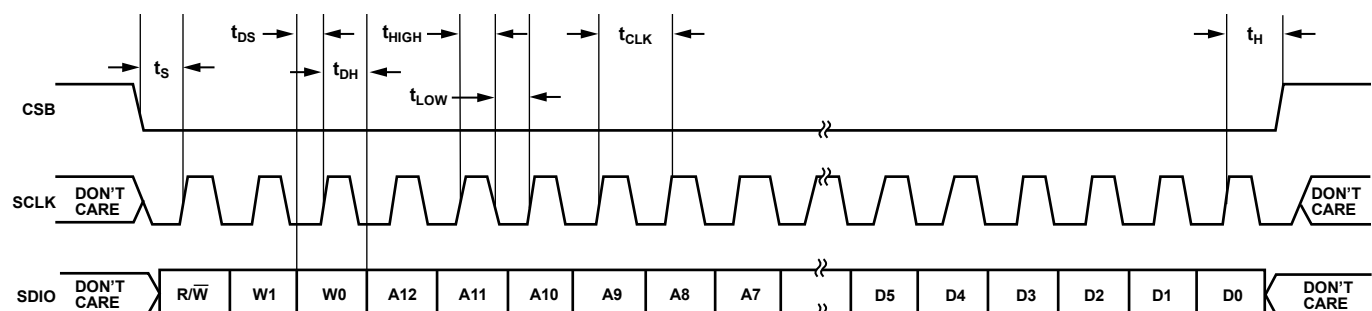 tDS
tHIGH
tCLK
tH
tS
tDH
tLOW
CSB
SCLK
DON'T
CARE
DON'T
CARE
SDIO
DON'T
CARE
R/W̅
W1
W0
A12
A11
A10
A9
A8
A7
D5
D4
D3
D2
D1
D0
DON'T
CARE